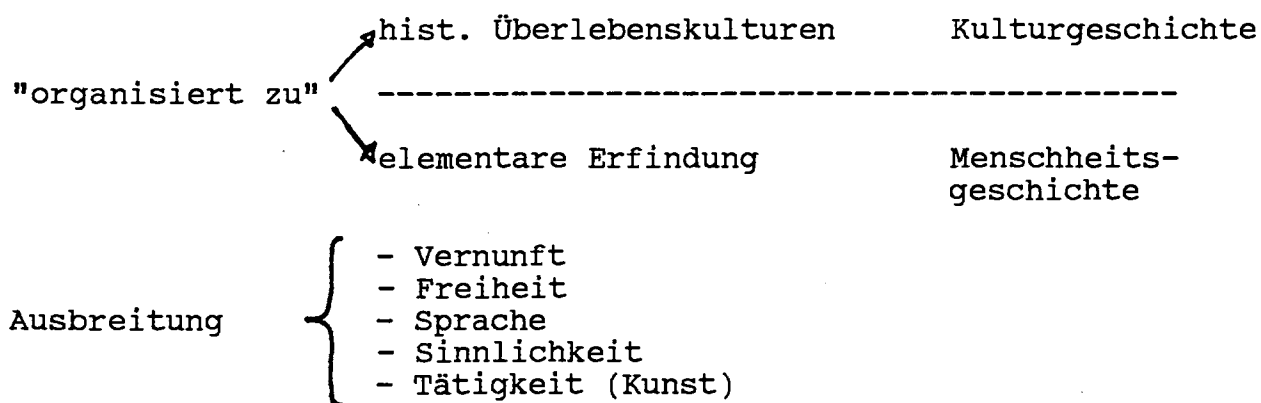 hist. Überlebenskulturen Kulturgeschichte
"organisiert zu" -----------------------------------------
elementare Erfindung Menschheits-
geschichte
- Vernunft
- Freiheit
Ausbreitung - Sprache
- Sinnlichkeit
- Tätigkeit (Kunst)